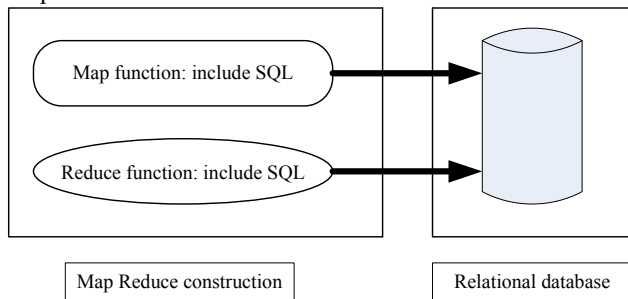 Map function: include SQL
Reduce function: include SQL
Map Reduce construction
Relational database